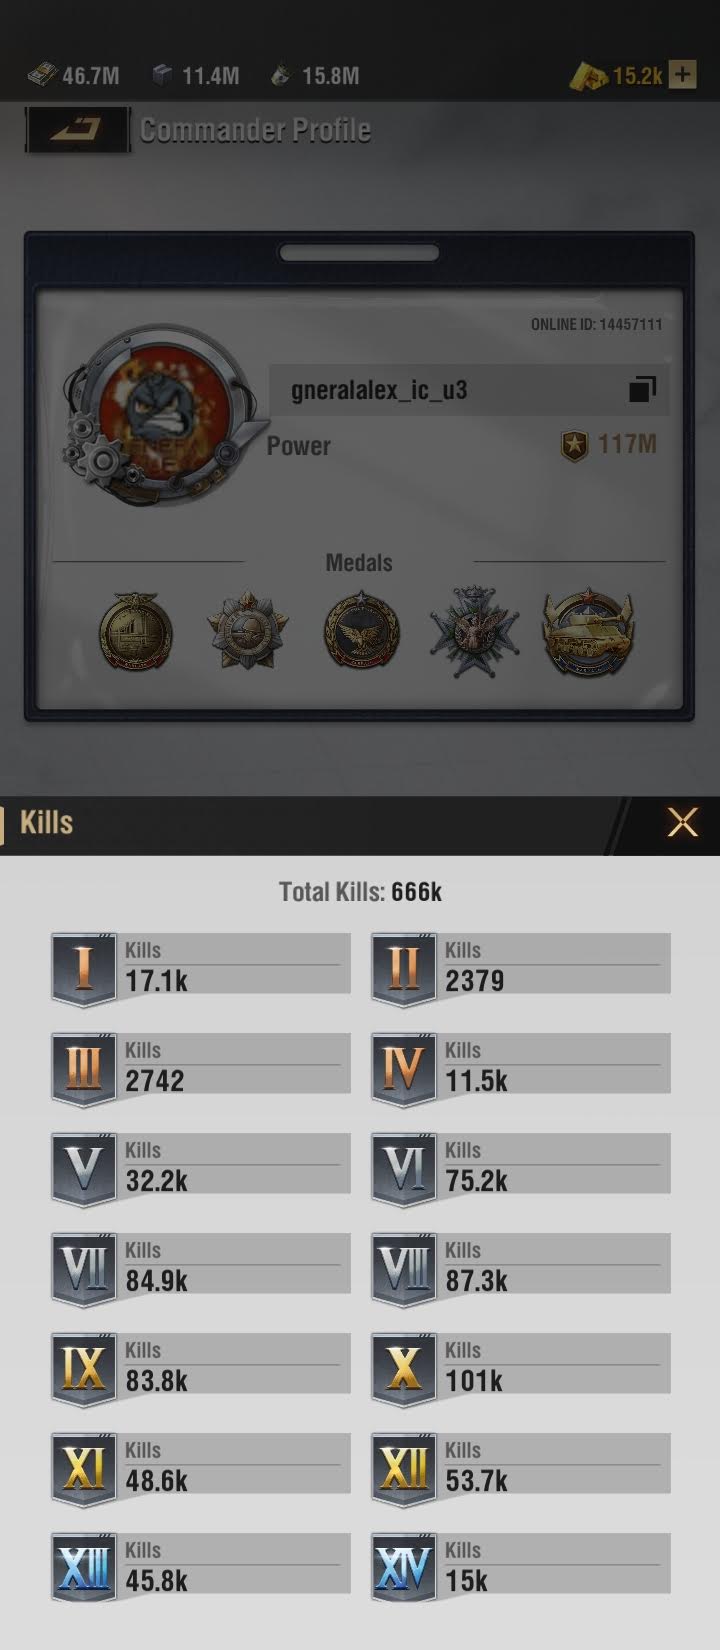 46.7M 11.4M 15.8M 15.2k +
Commander Profile
ONLINE ID: 14457111
gneralalex_ic_u3
Power 117M
Medals
Kills
Total Kills: 666k
I Kills 17.1k
II Kills 2379
III Kills 2742
IV Kills 11.5k
V Kills 32.2k
VI Kills 75.2k
VII Kills 84.9k
VIII Kills 87.3k
IX Kills 83.8k
X Kills 101k
XI Kills 48.6k
XII Kills 53.7k
XIII Kills 45.8k
XIV Kills 15k